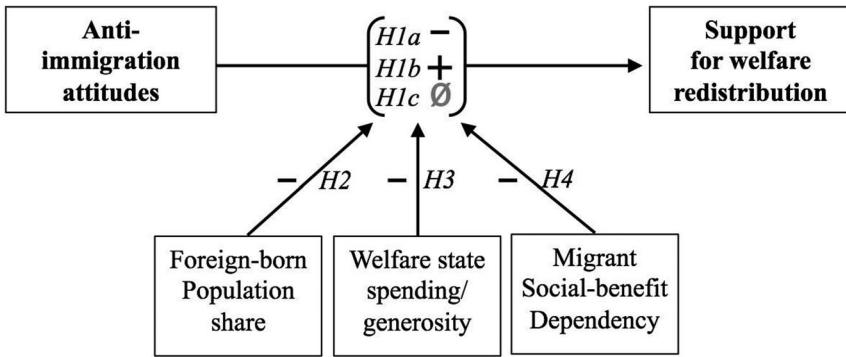 Anti-
immigration
attitudes
H1a −
H1b +
H1c Ø
Support
for welfare
redistribution
− H2
− H3
− H4
Foreign-born
Population
share
Welfare state
spending/
generosity
Migrant
Social-benefit
Dependency